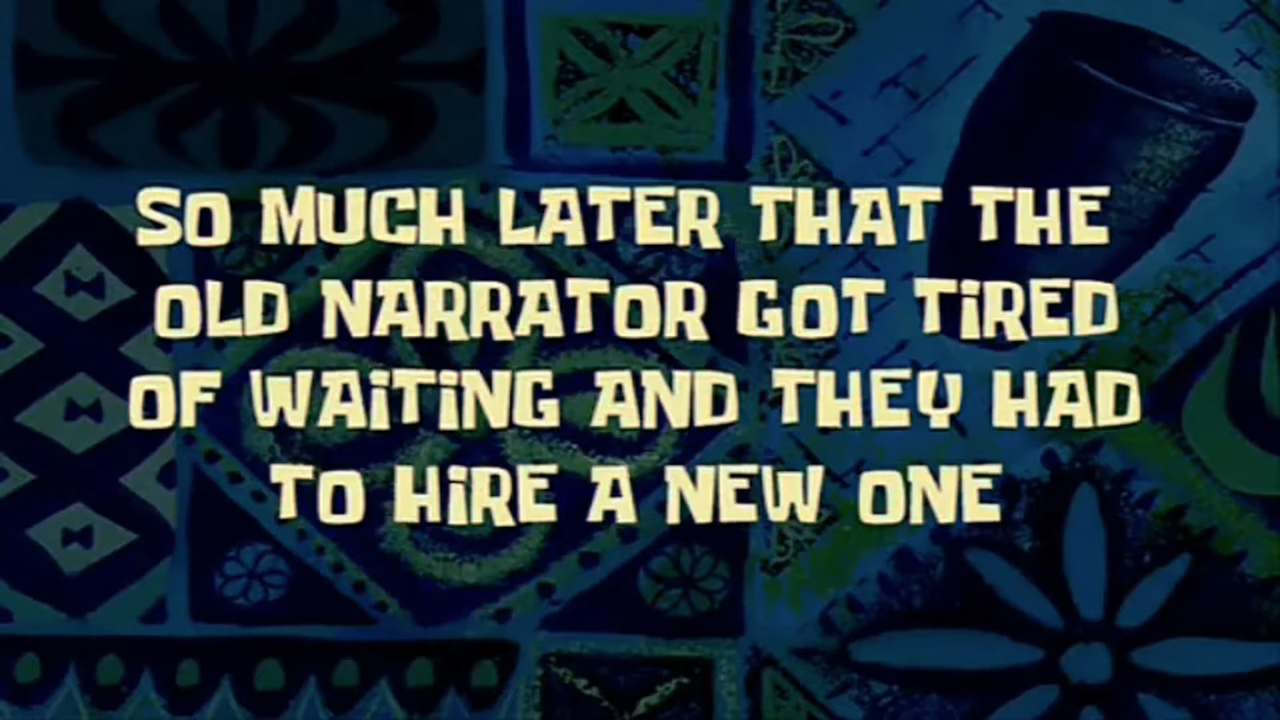 SO MUCH LATER THAT THE
OLD NARRATOR GOT TiRED
OF WAiTiNG AND THEY HAD
TO HiRE A NEW ONE